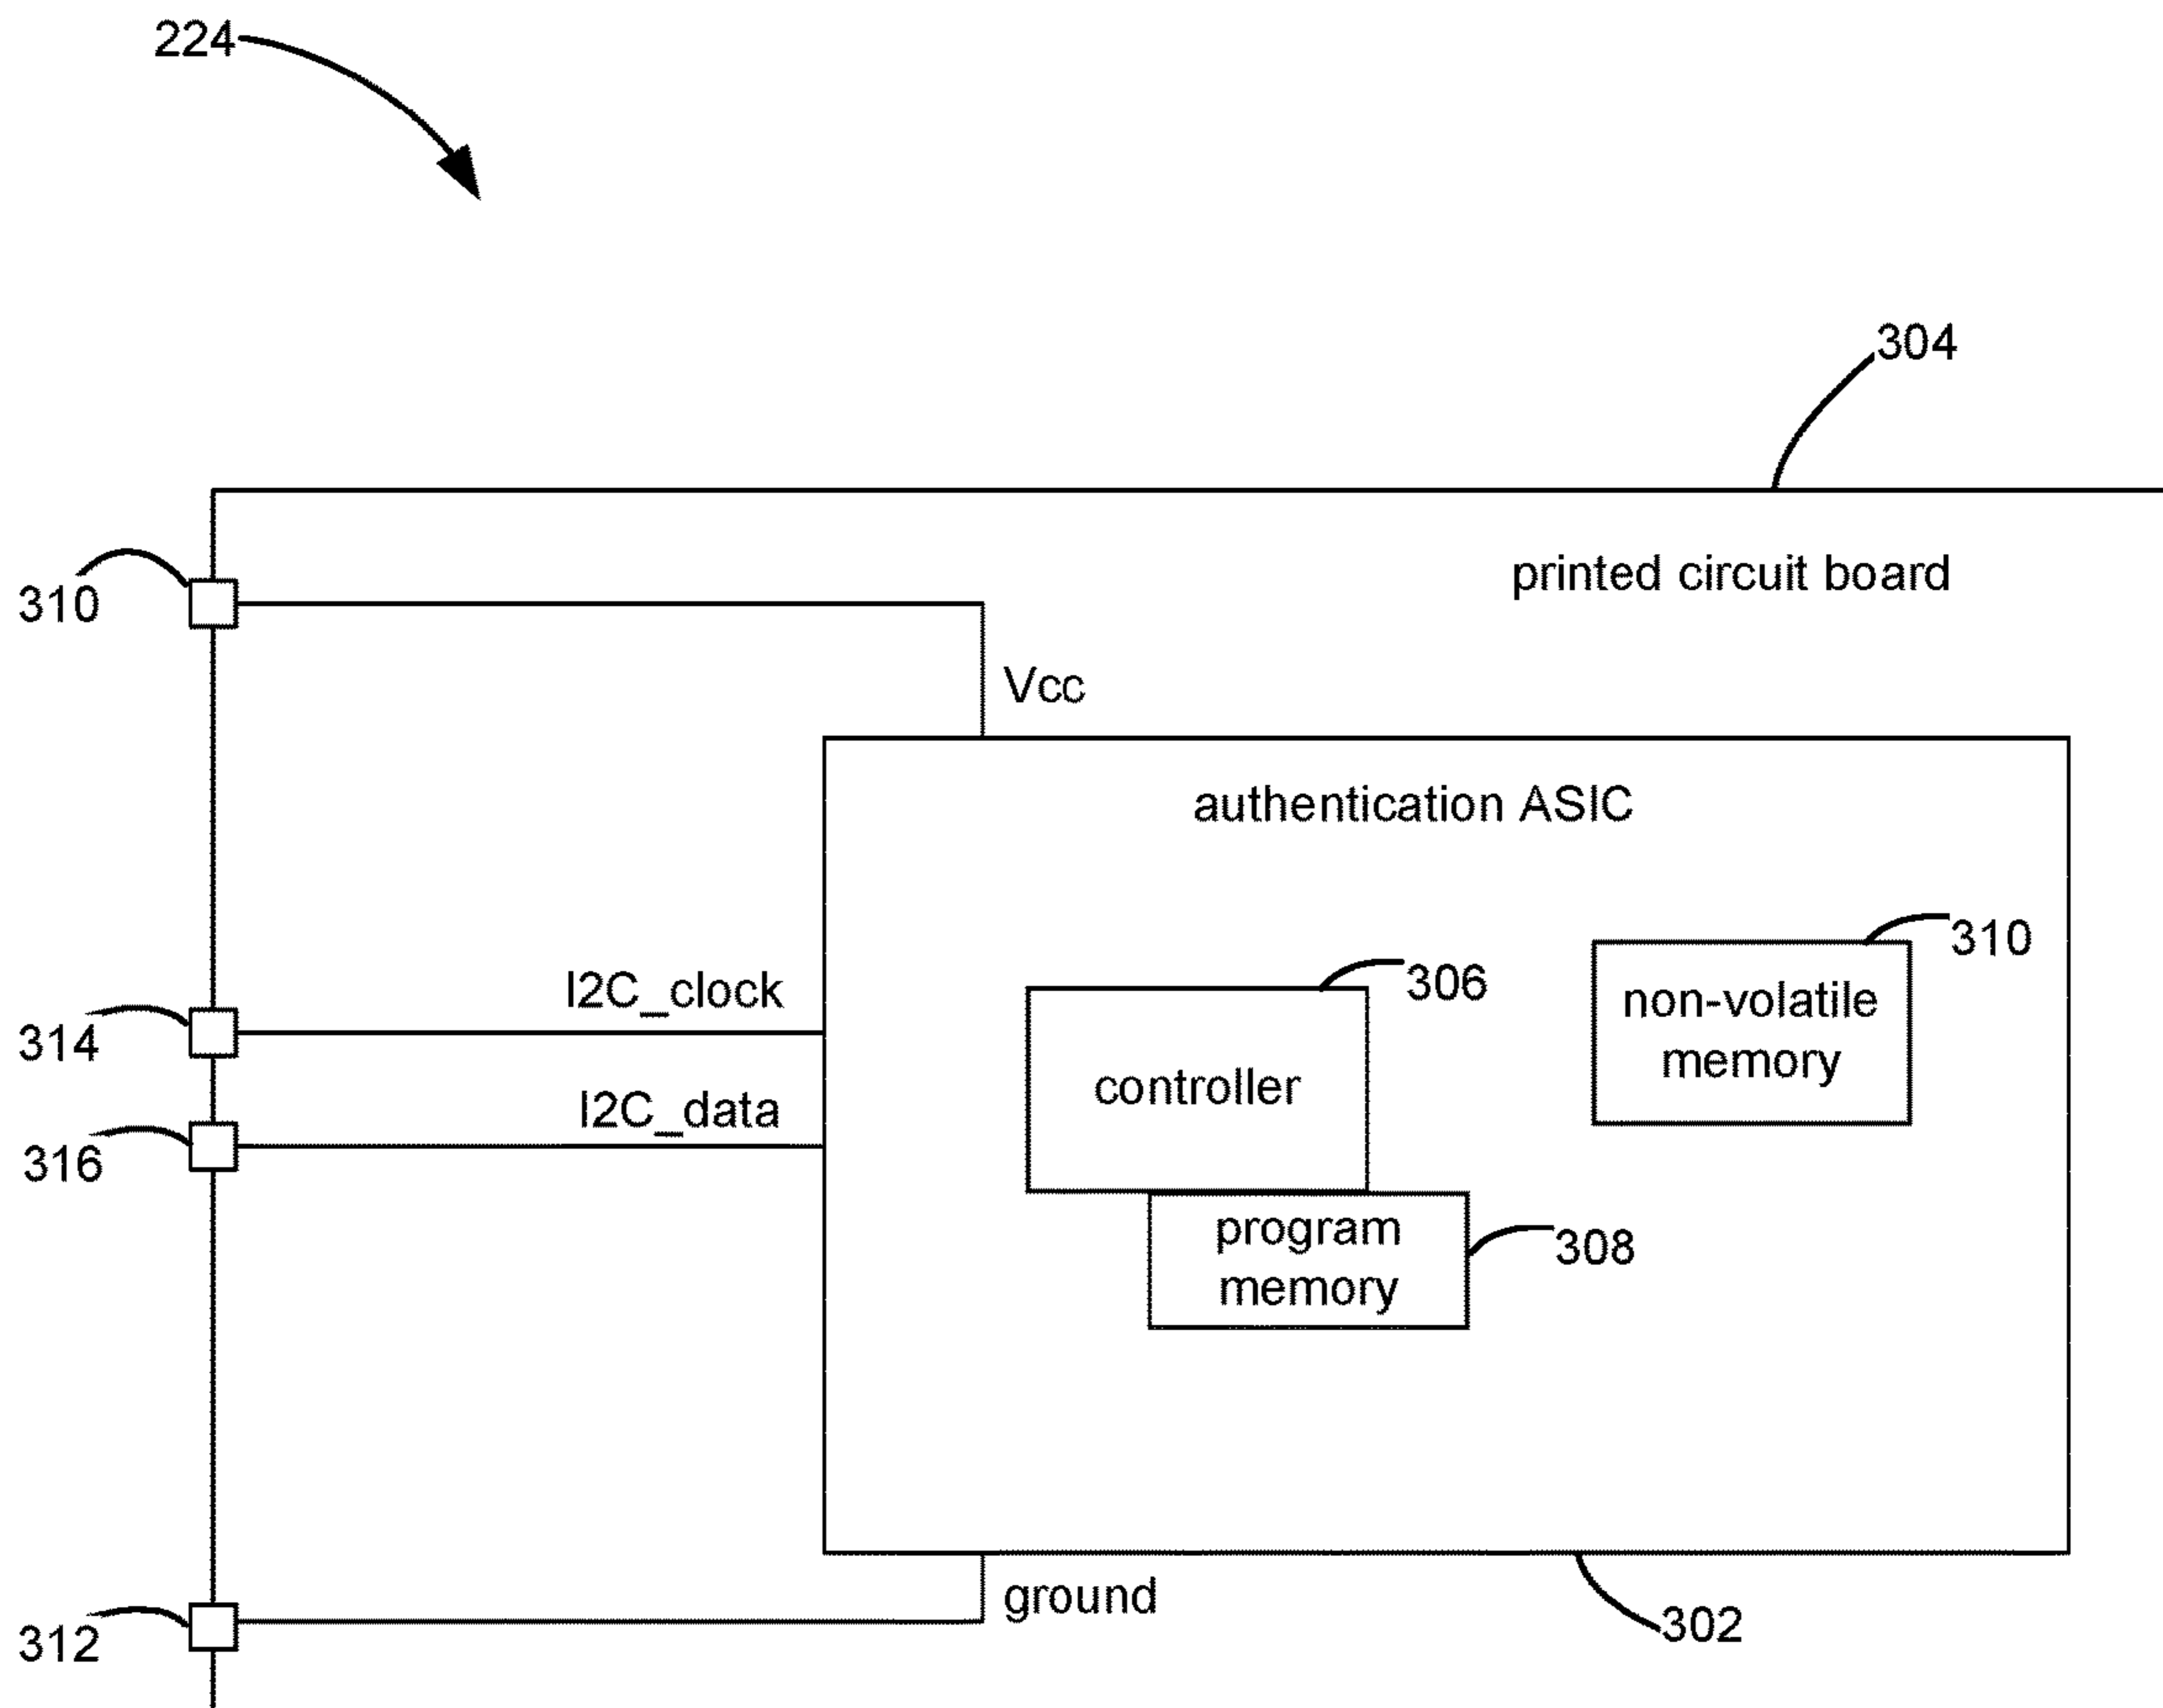 224
304
printed circuit board
310
Vcc
authentication ASIC
310
non-volatile
memory
306
controller
I2C_clock
314
I2C_data
316
program
memory
308
ground
302
312